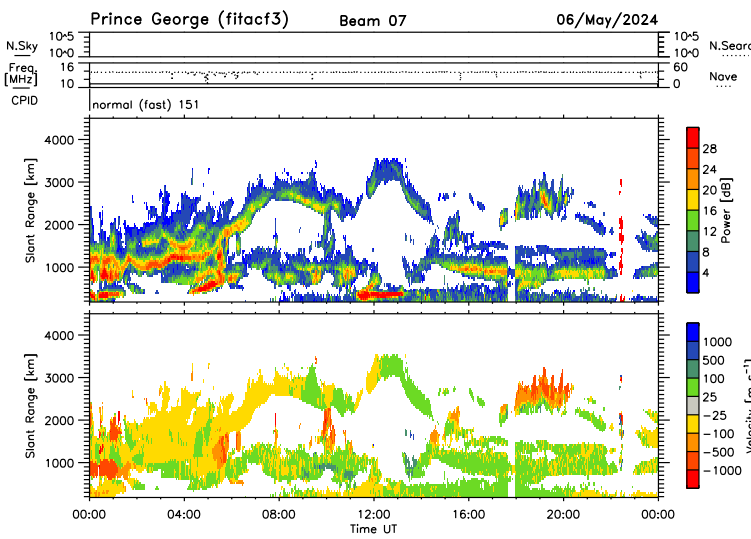 Prince George (fitacf3) Beam 07 06/May/2024
N.Sky 10^5 10^0 10^5 10^0 N.Sear
Freq [MHz] 16 10 60 0 Nave
CPID normal (fast) 151
Slant Range [km] 4000 3000 2000 1000
28 24 20 16 12 8 4 Power [dB]
Slant Range [km] 4000 3000 2000 1000
1000 500 100 25 −25 −100 −500 −1000 Velocity [m s⁻¹]
00:00 04:00 08:00 12:00 16:00 20:00 00:00
Time UT